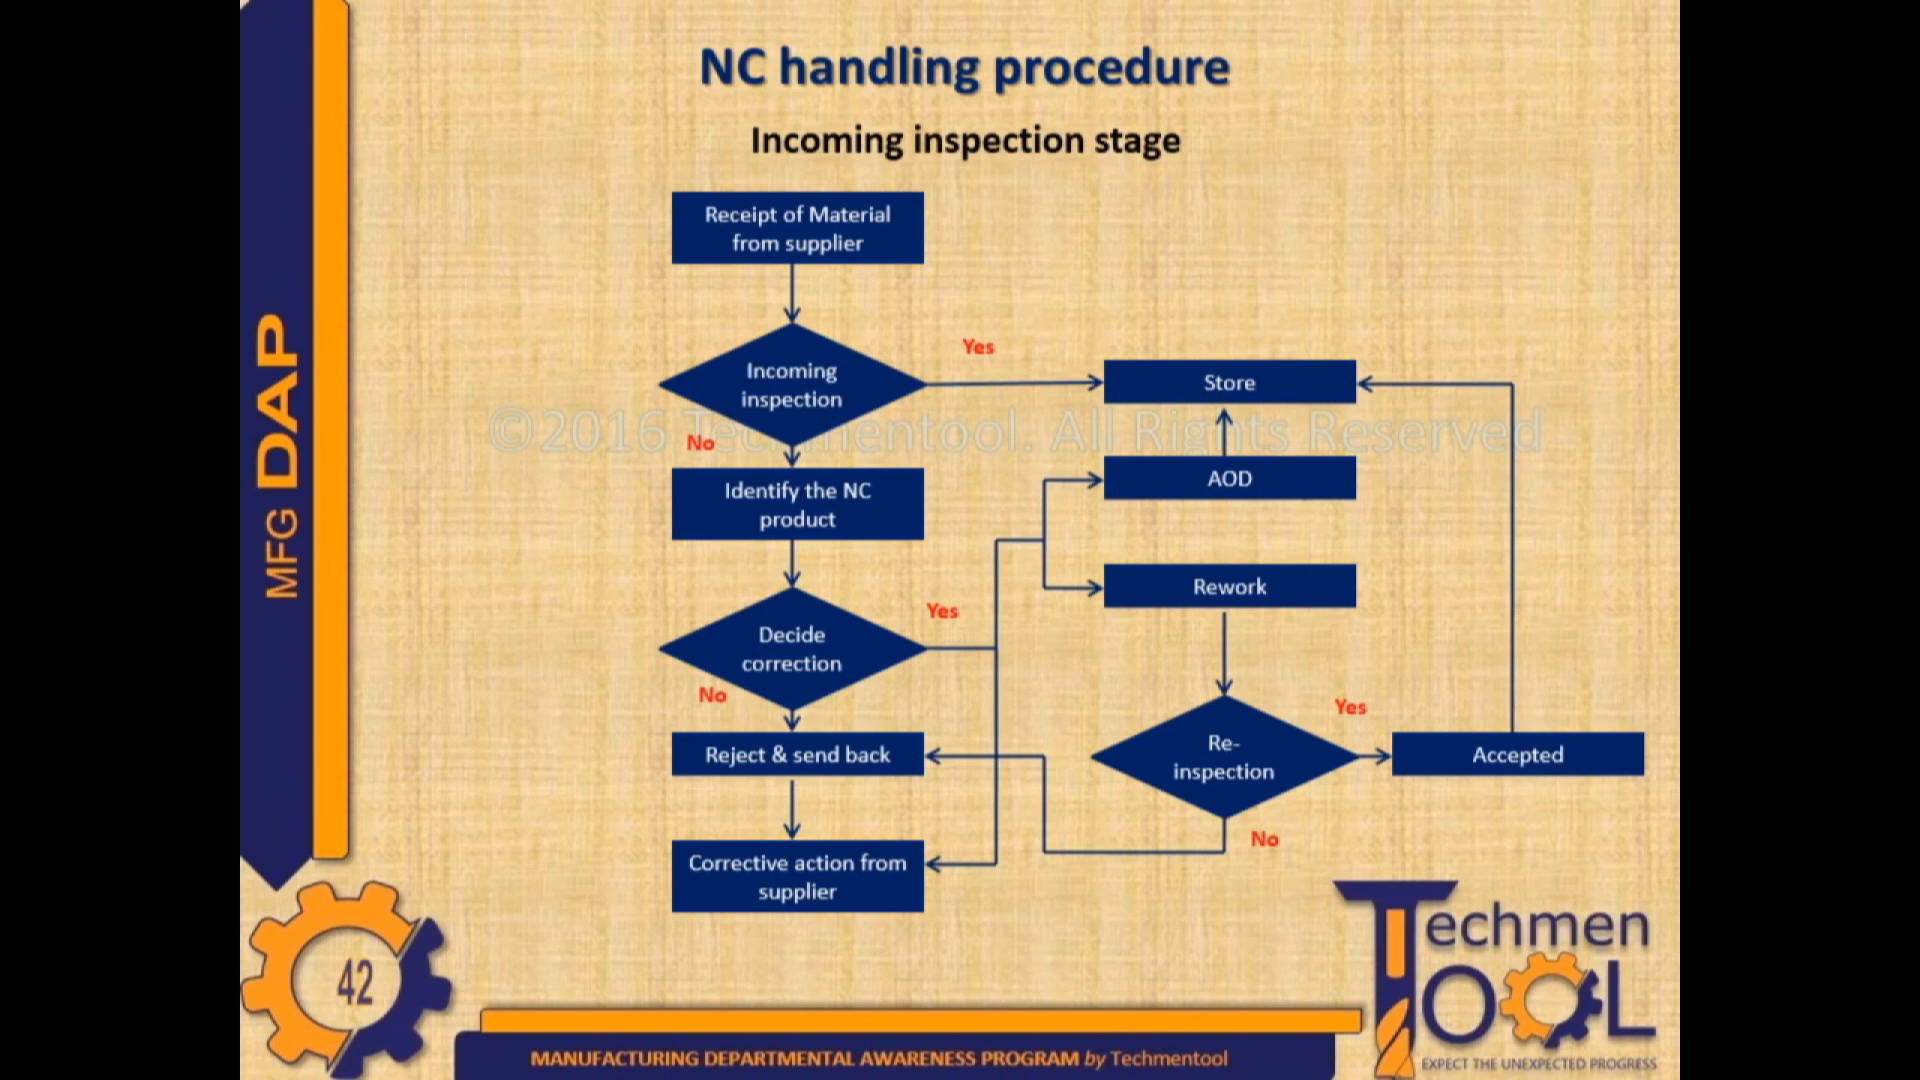 NC handling procedure
Incoming inspection stage
Receipt of Material
from supplier
Incoming
inspection
Yes
Store
No
©2016 Techmentool. All Rights Reserved
Identify the NC
product
AOD
Rework
Decide
correction
Yes
No
Reject & send back
Re-
inspection
Yes
Accepted
No
Corrective action from
supplier
MFG DAP
42
MANUFACTURING DEPARTMENTAL AWARENESS PROGRAM by Techmentool
Techmen
TOOL
EXPECT THE UNEXPECTED PROGRESS